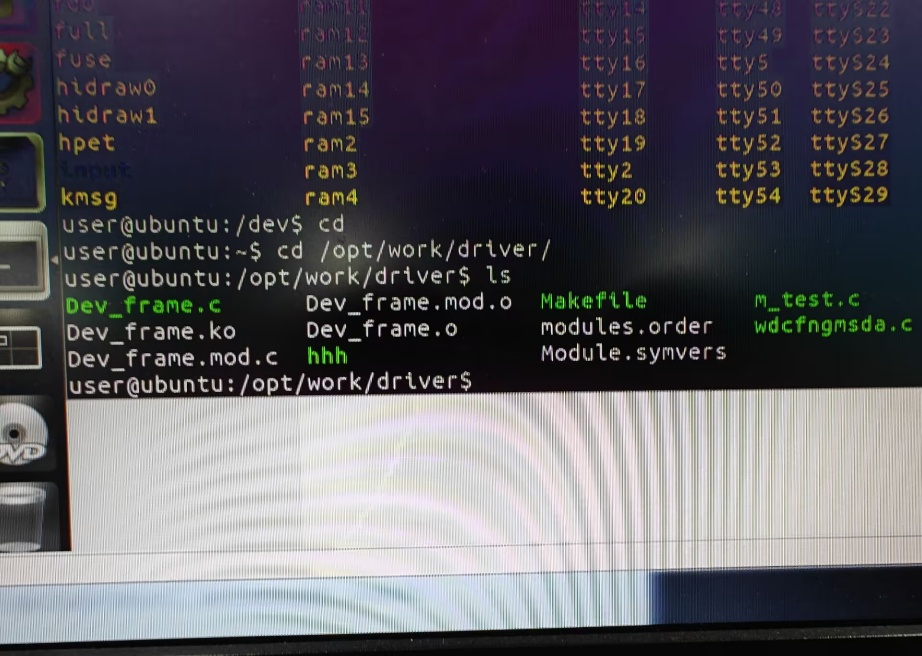 full ram12 tty15 tty49 ttyS23
fuse ram13 tty16 tty5 ttyS24
hidraw0 ram14 tty17 tty50 ttyS25
hidraw1 ram15 tty18 tty51 ttyS26
hpet ram2 tty19 tty52 ttyS27
input ram3 tty2 tty53 ttyS28
kmsg ram4 tty20 tty54 ttyS29
user@ubuntu:/dev$ cd
user@ubuntu:~$ cd /opt/work/driver/
user@ubuntu:/opt/work/driver$ ls
Dev_frame.c Dev_frame.mod.o Makefile m_test.c
Dev_frame.ko Dev_frame.o modules.order wdcfngmsda.c
Dev_frame.mod.c hhh Module.symvers
user@ubuntu:/opt/work/driver$
DVD